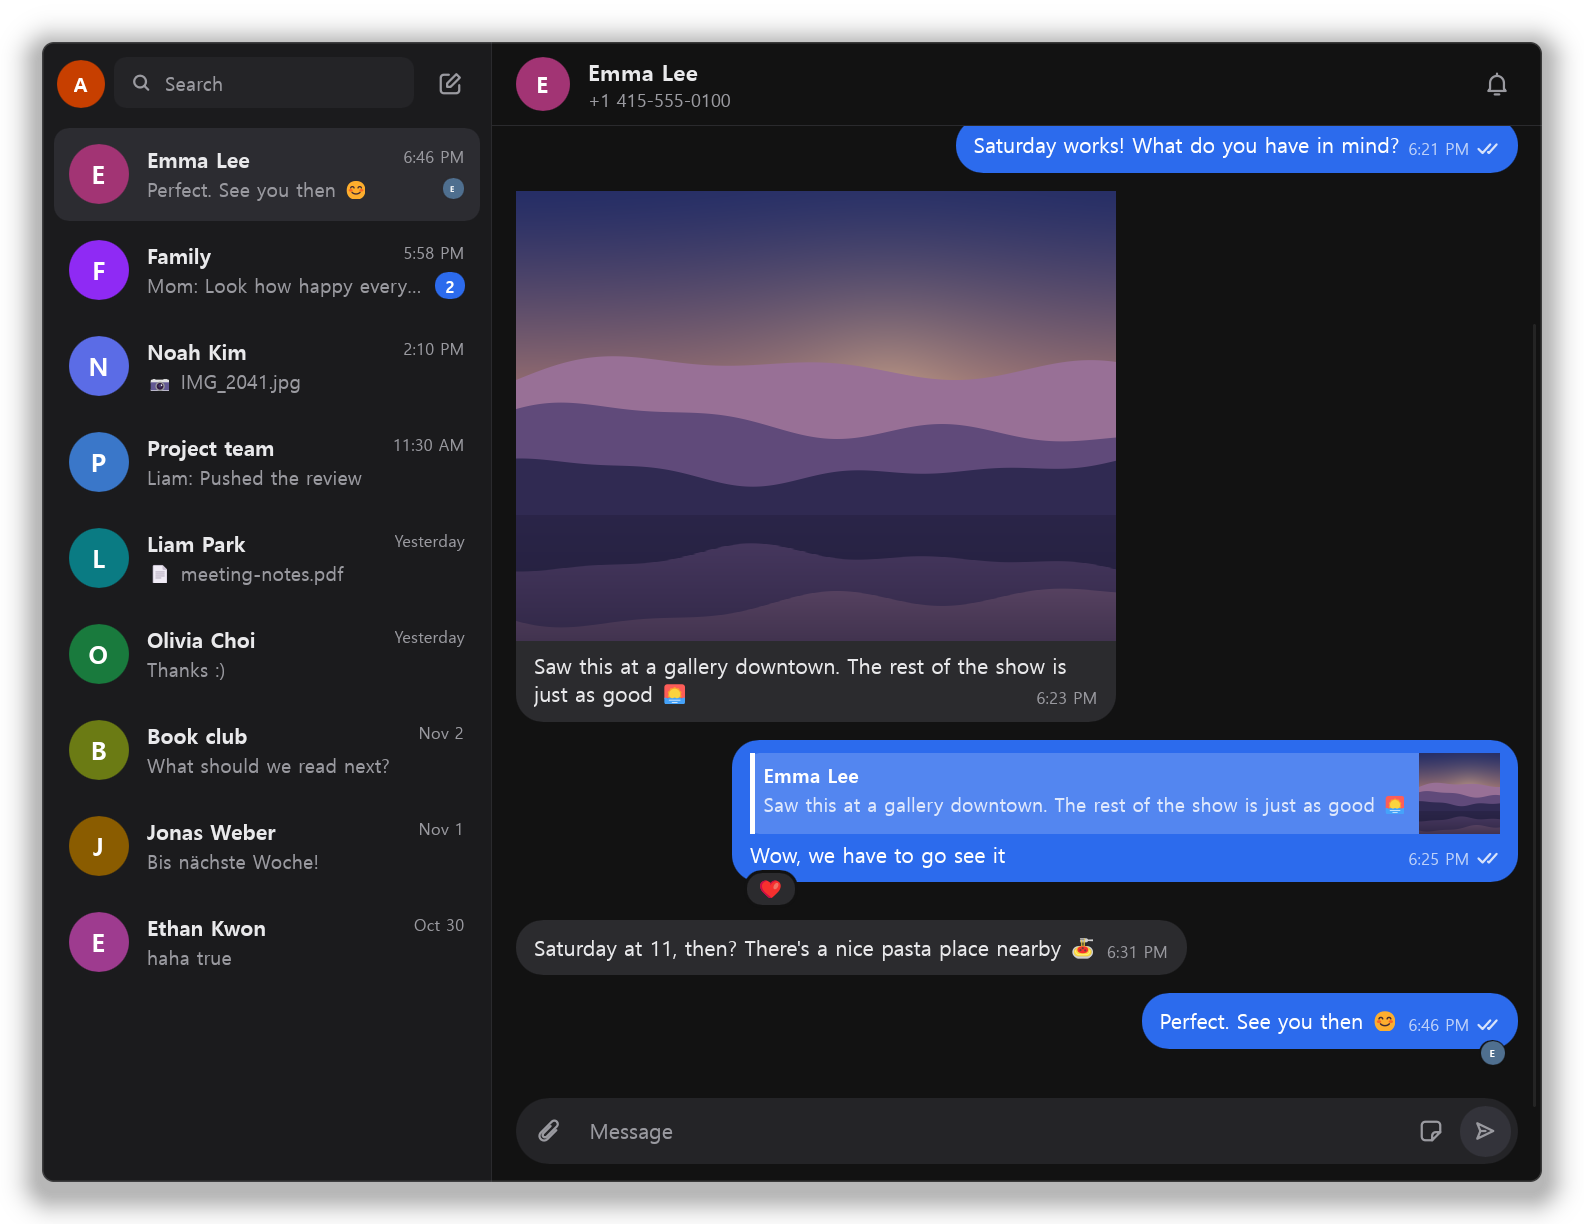 A
Search
E
Emma Lee
6:46 PM
Perfect. See you then 😊
E
F
Family
5:58 PM
Mom: Look how happy every...
2
N
Noah Kim
2:10 PM
📷 IMG_2041.jpg
P
Project team
11:30 AM
Liam: Pushed the review
L
Liam Park
Yesterday
📄 meeting-notes.pdf
O
Olivia Choi
Yesterday
Thanks :)
B
Book club
Nov 2
What should we read next?
J
Jonas Weber
Nov 1
Bis nächste Woche!
E
Ethan Kwon
Oct 30
haha true
E
Emma Lee
+1 415-555-0100
Saturday works! What do you have in mind? 6:21 PM
Saw this at a gallery downtown. The rest of the show is
just as good 🌅 6:23 PM
Emma Lee
Saw this at a gallery downtown. The rest of the show is just as good 🌅
Wow, we have to go see it 6:25 PM
❤️
Saturday at 11, then? There's a nice pasta place nearby 🍝 6:31 PM
Perfect. See you then 😊 6:46 PM
E
Message